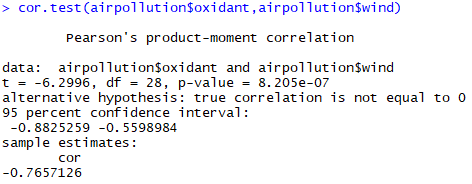 > cor.test(airpollution$oxidant,airpollution$wind)
Pearson's product-moment correlation
data:  airpollution$oxidant and airpollution$wind
t = -6.2996, df = 28, p-value = 8.205e-07
alternative hypothesis: true correlation is not equal to 0
95 percent confidence interval:
 -0.8825259 -0.5598984
sample estimates:
       cor
-0.7657126